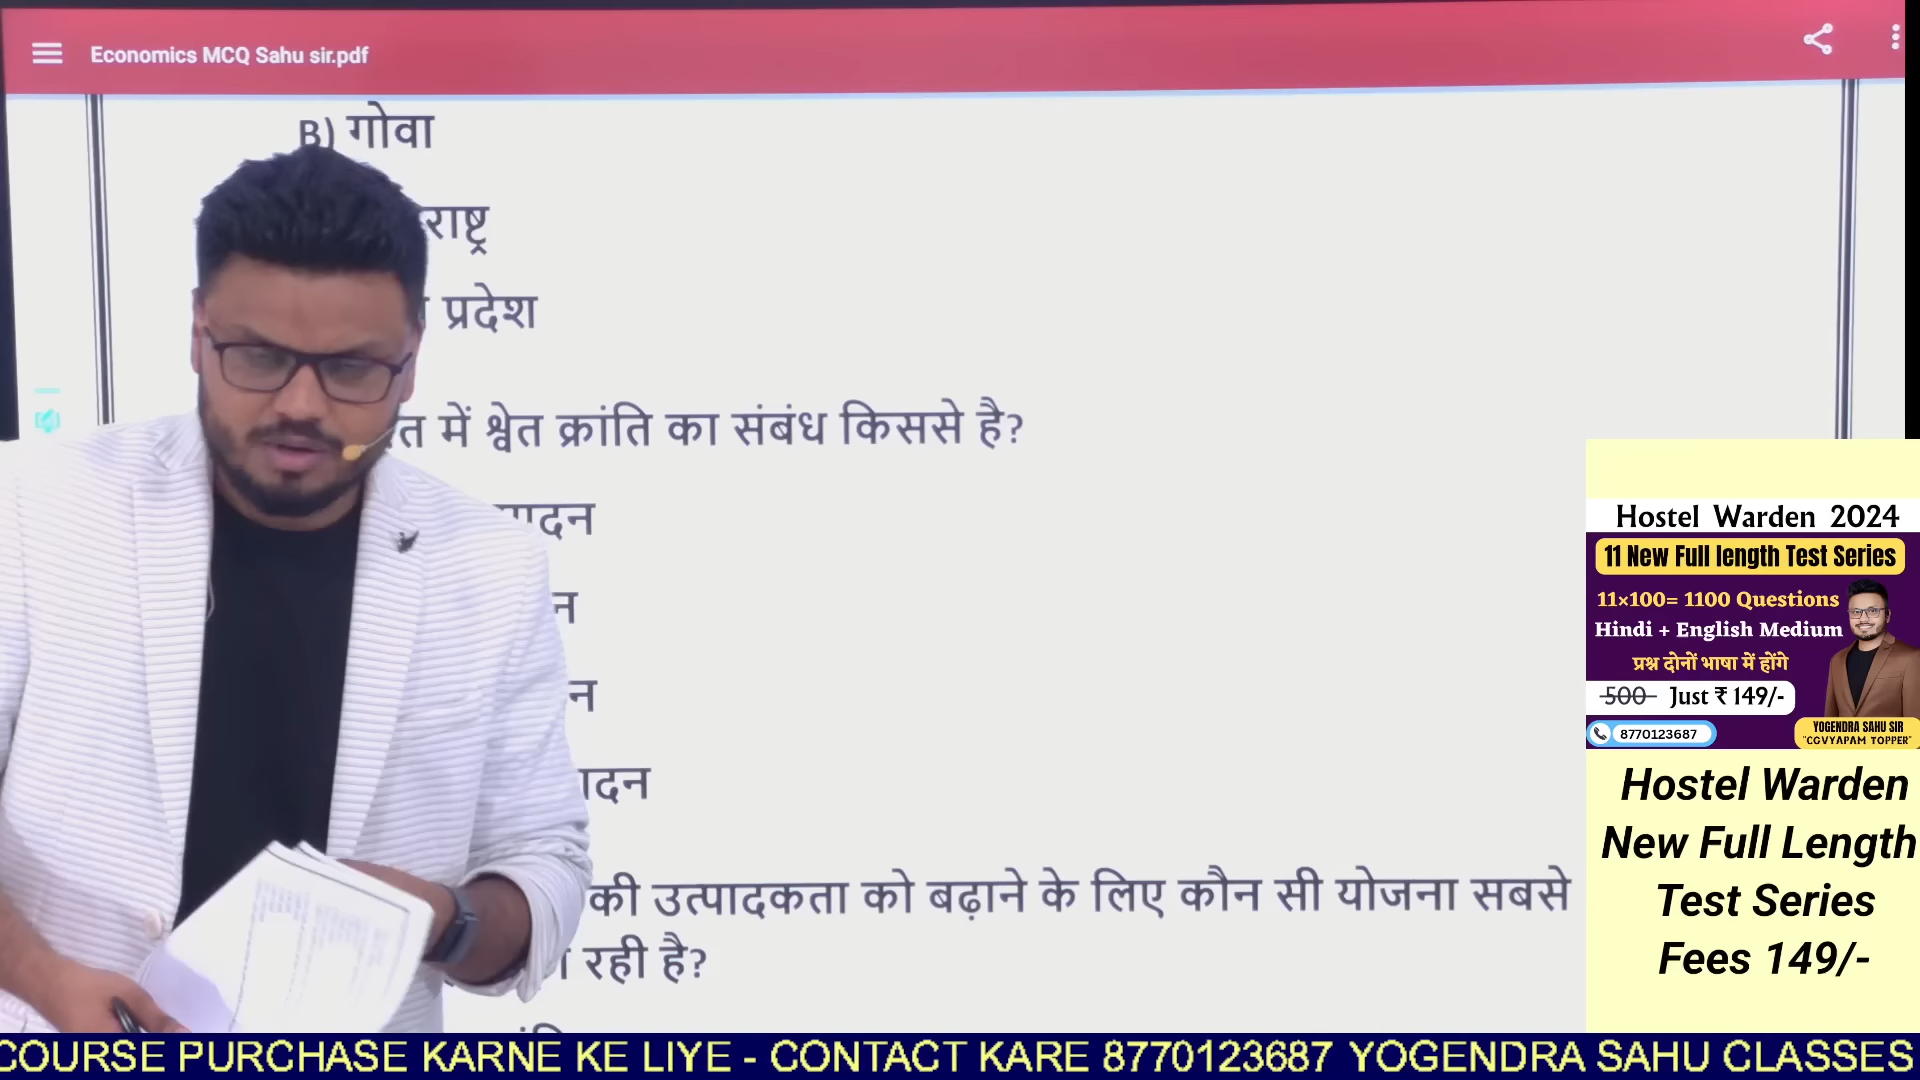 Economics MCQ Sahu sir.pdf
B) गोवा
प्रदेश
में श्वेत क्रांति का संबंध किससे है?
की उत्पादकता को बढ़ाने के लिए कौन सी योजना सबसे
रही है?
Hostel Warden 2024
11 New Full length Test Series
11×100= 1100 Questions
Hindi + English Medium
प्रश्न दोनों भाषा में होंगे
500 Just ₹ 149/-
8770123687
YOGENDRA SAHU SIR
"CGVYAPAM TOPPER"
Hostel Warden
New Full Length
Test Series
Fees 149/-
COURSE PURCHASE KARNE KE LIYE - CONTACT KARE 8770123687 YOGENDRA SAHU CLASSES